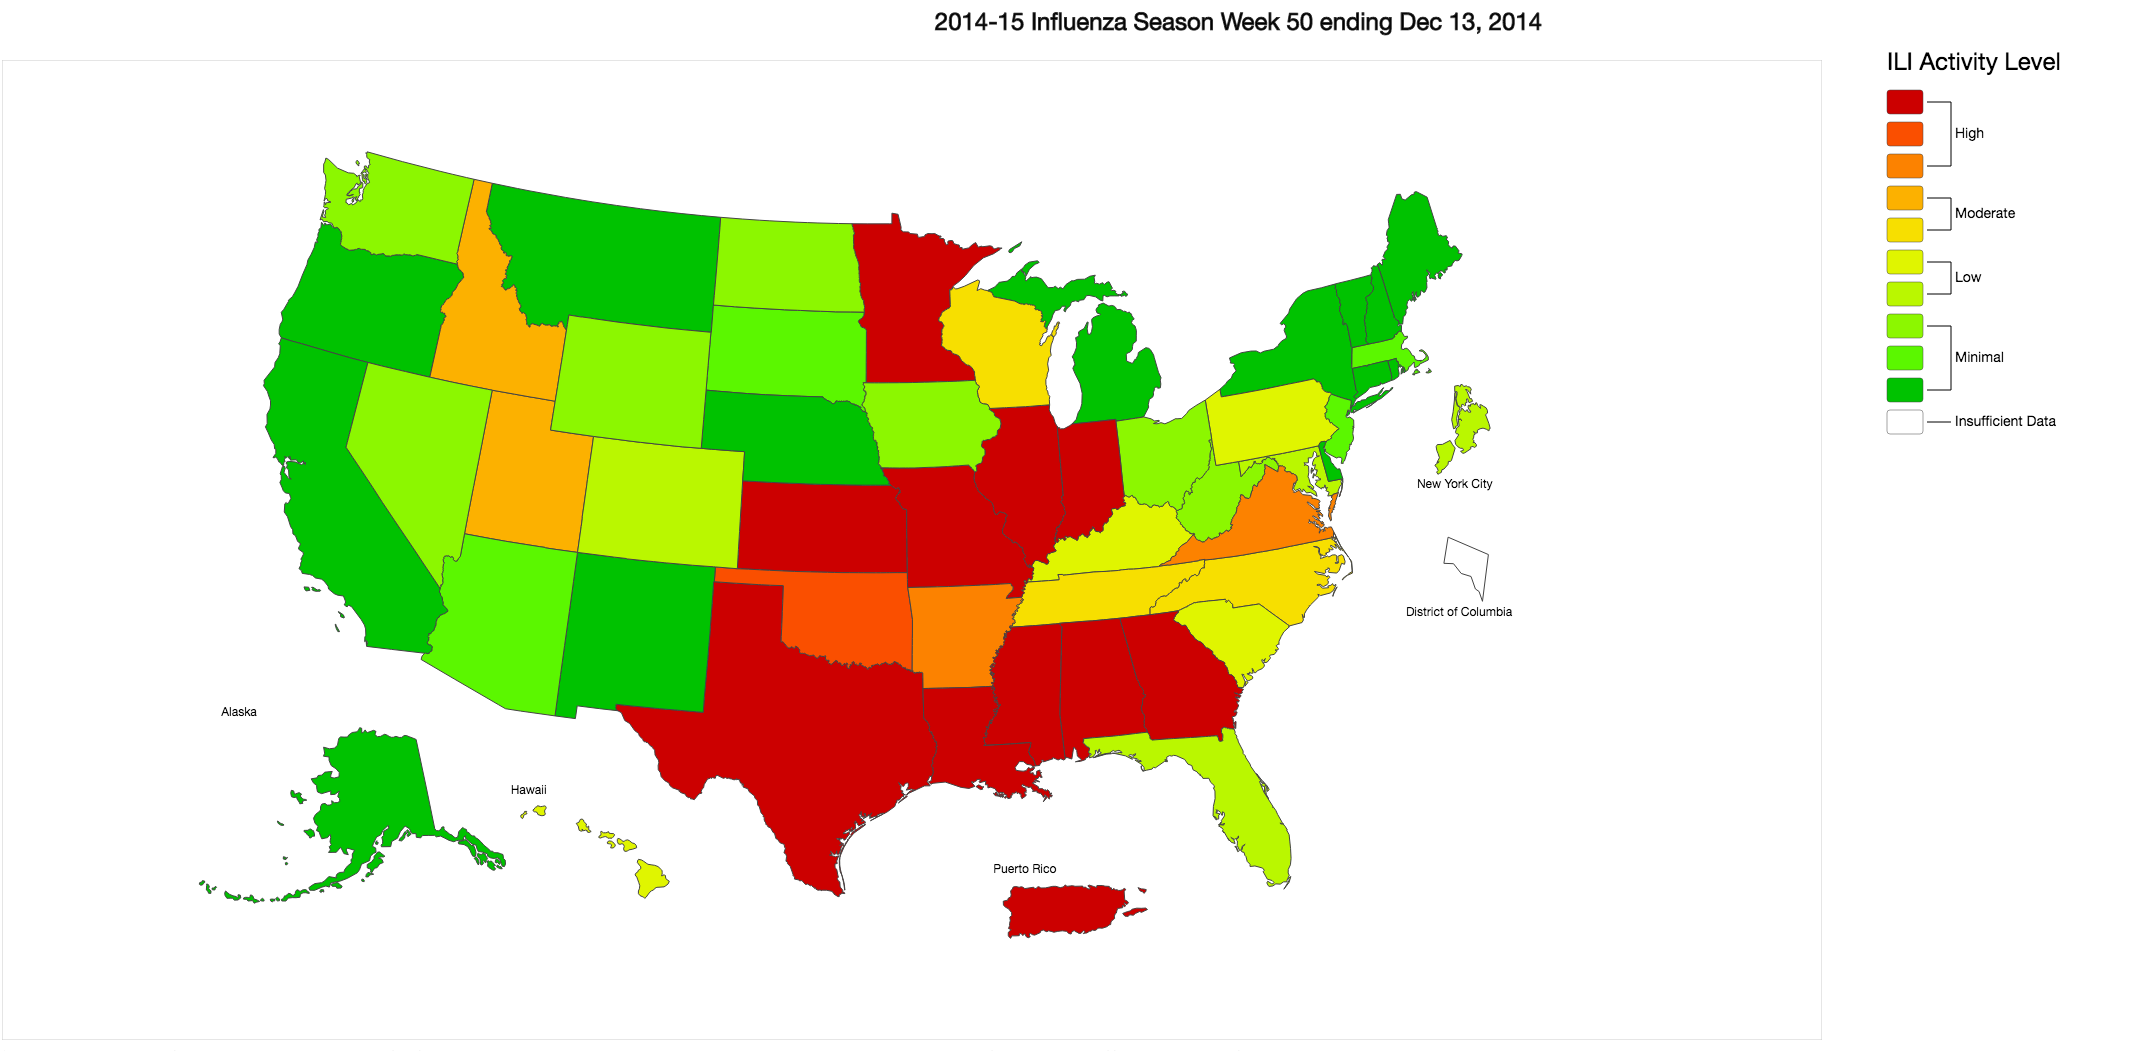 2014-15 Influenza Season Week 50 ending Dec 13, 2014
ILI Activity Level
High
Moderate
Low
Minimal
Insufficient Data
New York City
District of Columbia
Alaska
Hawaii
Puerto Rico